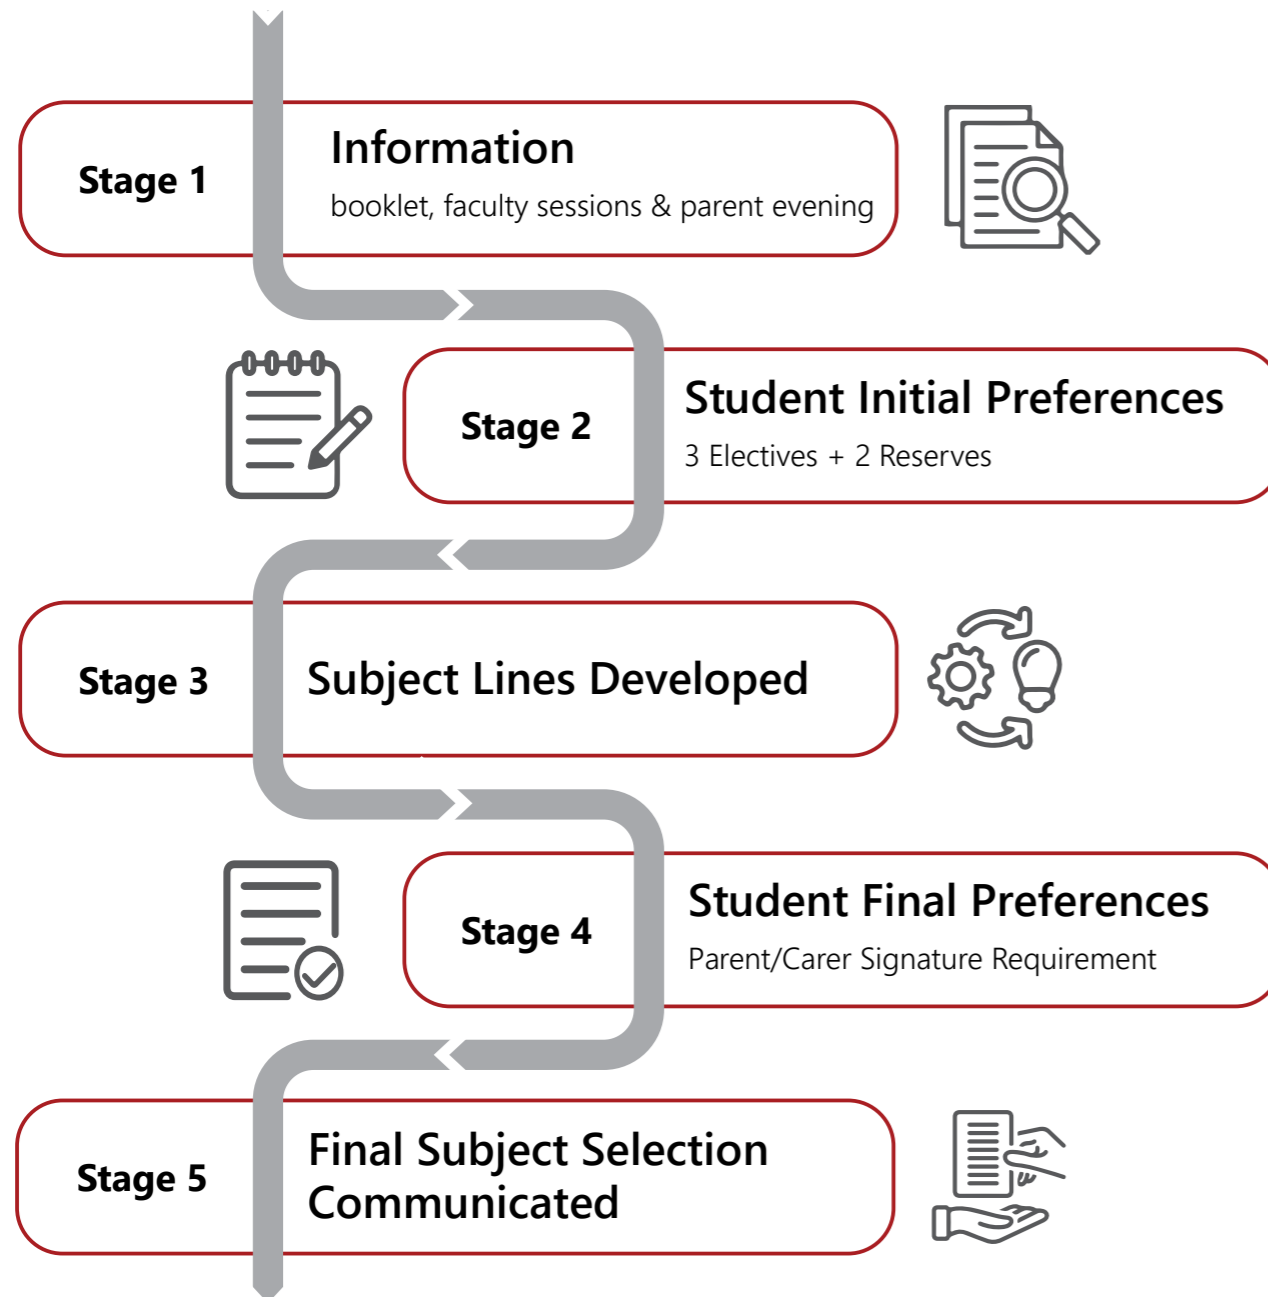 Stage 1
Information
booklet, faculty sessions & parent evening
Stage 2
Student Initial Preferences
3 Electives + 2 Reserves
Stage 3
Subject Lines Developed
Stage 4
Student Final Preferences
Parent/Carer Signature Requirement
Stage 5
Final Subject Selection
Communicated